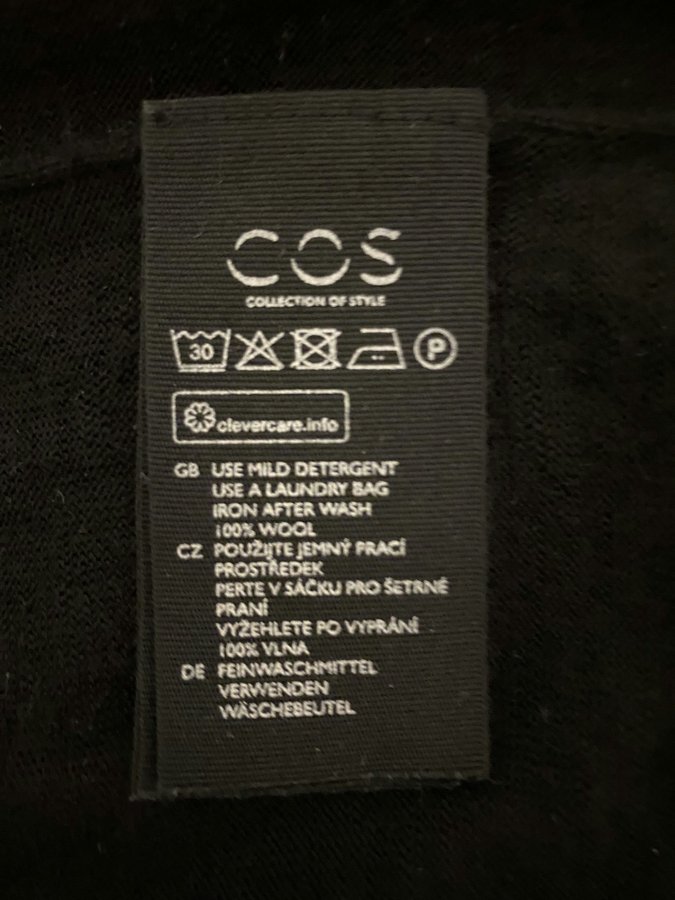 COS
COLLECTION OF STYLE
30 P
clevercare.info
GB USE MILD DETERGENT
USE A LAUNDRY BAG
IRON AFTER WASH
100% WOOL
CZ POUŽIJTE JEMNÝ PRACÍ
PROSTŘEDEK
PERTE V SÁČKU PRO ŠETRNÉ
PRANÍ
VYŽEHLETE PO VYPRÁNÍ
100% VLNA
DE FEINWASCHMITTEL
VERWENDEN
WÄSCHEBEUTEL